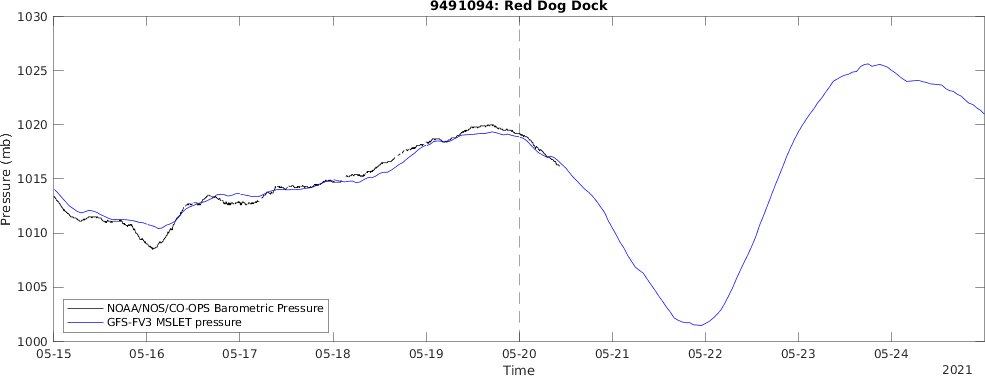 9491094: Red Dog Dock
1030
1025
1020
1015
1010
1005
1000
Pressure (mb)
NOAA/NOS/CO-OPS Barometric Pressure
GFS-FV3 MSLET pressure
05-15 05-16 05-17 05-18 05-19 05-20 05-21 05-22 05-23 05-24
Time
2021